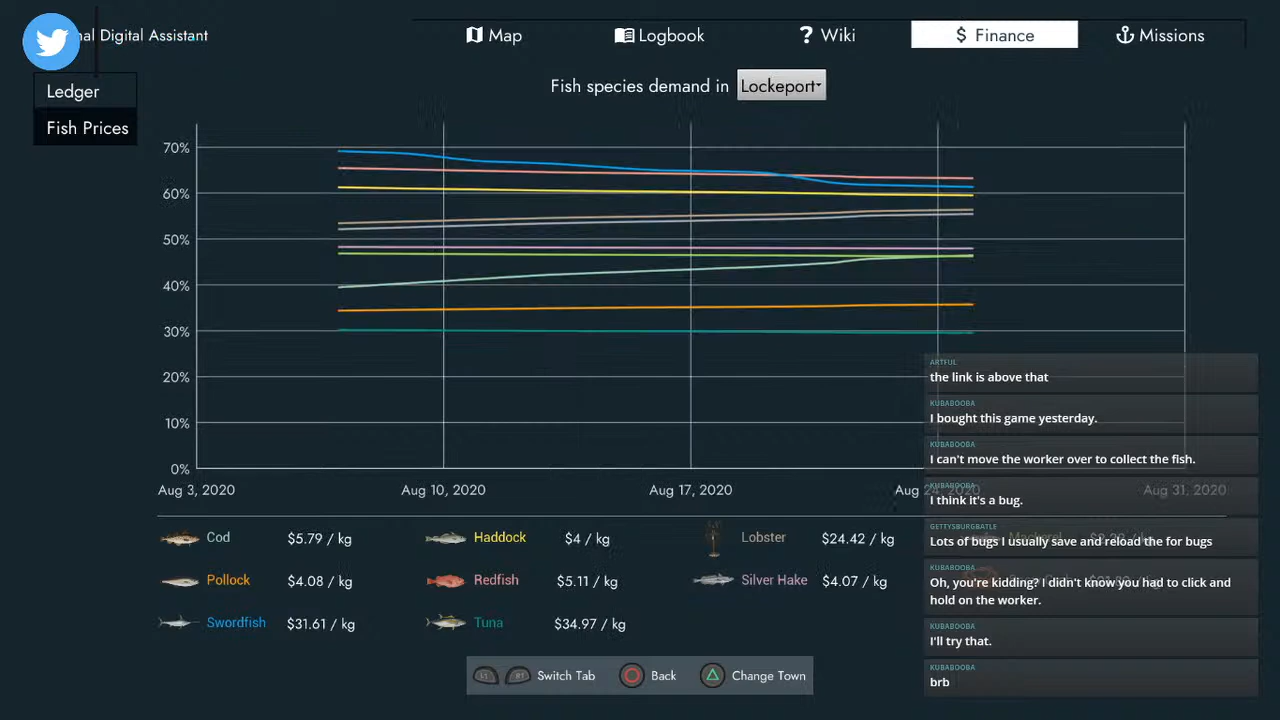 nal Digital Assistant
Map
Logbook
? Wiki
$ Finance
Missions
Ledger
Fish Prices
Fish species demand in Lockeport
70%
60%
50%
40%
30%
20%
10%
0%
Aug 3, 2020
Aug 10, 2020
Aug 17, 2020
Aug 24, 2020
Aug 31, 2020
Cod $5.79 / kg
Haddock $4 / kg
Lobster $24.42 / kg
Pollock $4.08 / kg
Redfish $5.11 / kg
Silver Hake $4.07 / kg
Swordfish $31.61 / kg
Tuna $34.97 / kg
ARTFUL
the link is above that
KUBABOOBA
I bought this game yesterday.
KUBABOOBA
I can't move the worker over to collect the fish.
KUBABOOBA
I think it's a bug.
GETTYSBURGBATLE
Lots of bugs I usually save and reload the for bugs
KUBABOOBA
Oh, you're kidding? I didn't know you had to click and
hold on the worker.
KUBABOOBA
I'll try that.
KUBABOOBA
brb
L1 R1 Switch Tab
Back
Change Town